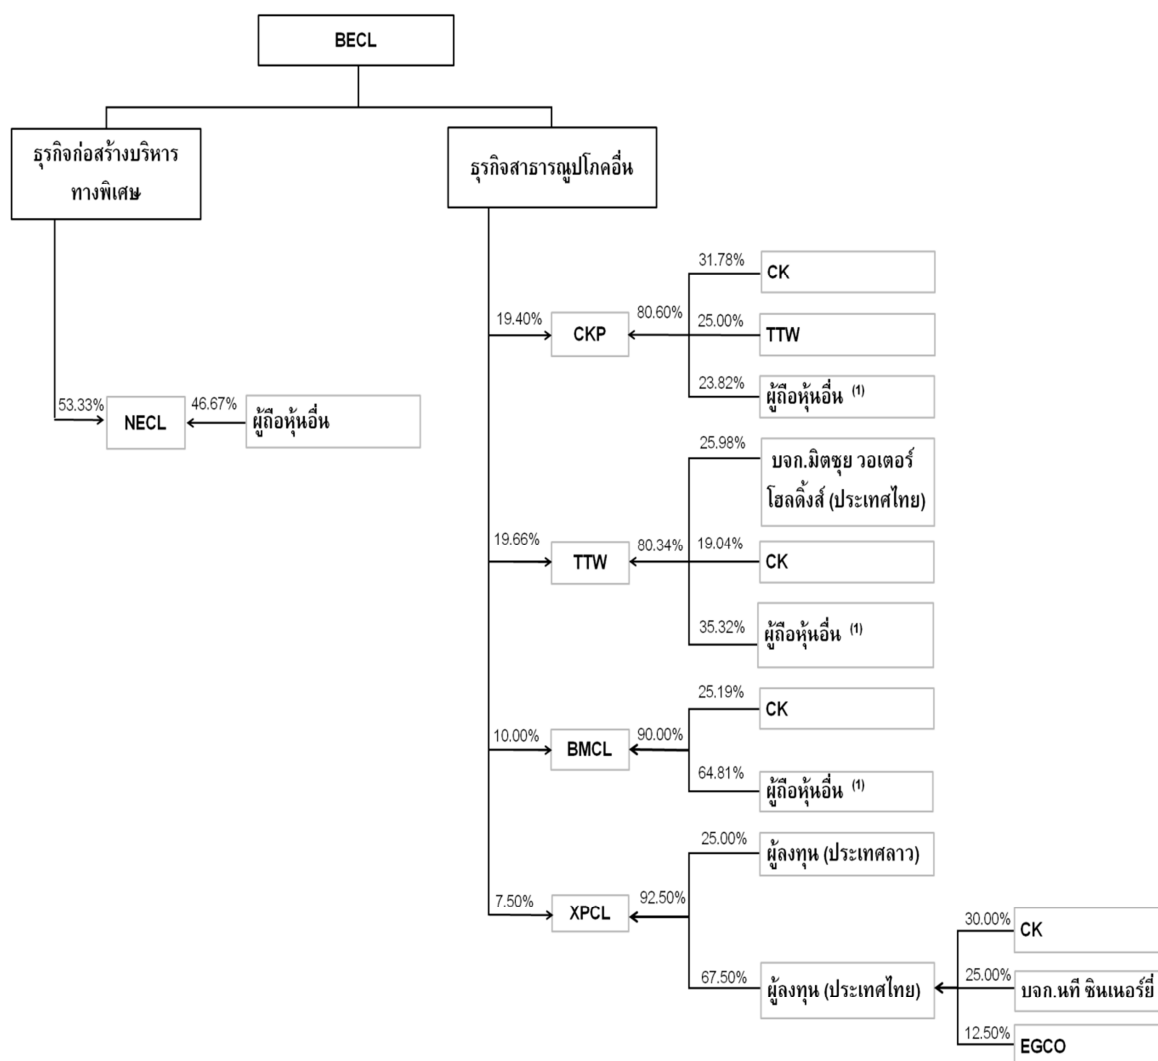 BECL
ธุรกิจก่อสร้างบริหาร
ทางพิเศษ
ธุรกิจสาธารณูปโภคอื่น
53.33%
NECL
46.67%
ผู้ถือหุ้นอื่น
19.40%
CKP
80.60%
31.78%
CK
25.00%
TTW
23.82%
ผู้ถือหุ้นอื่น (1)
19.66%
TTW
80.34%
25.98%
บจก.มิตซุย วอเตอร์
โฮลดิ้งส์ (ประเทศไทย)
19.04%
CK
35.32%
ผู้ถือหุ้นอื่น (1)
10.00%
BMCL
90.00%
25.19%
CK
64.81%
ผู้ถือหุ้นอื่น (1)
7.50%
XPCL
92.50%
25.00%
ผู้ลงทุน (ประเทศลาว)
67.50%
ผู้ลงทุน (ประเทศไทย)
30.00%
CK
25.00%
บจก.นที ซินเนอร์ยี่
12.50%
EGCO